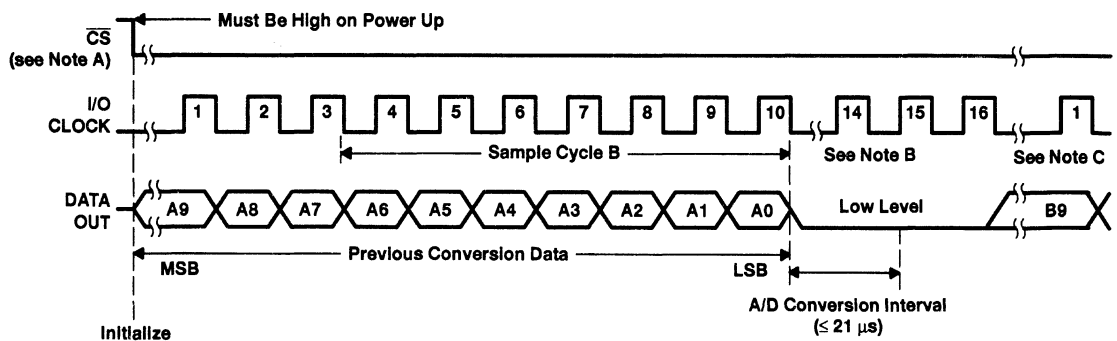 Must Be High on Power Up
CS
(see Note A)
I/O
CLOCK
1 2 3 4 5 6 7 8 9 10 14 15 16 1
Sample Cycle B
See Note B
See Note C
DATA
OUT
A9 A8 A7 A6 A5 A4 A3 A2 A1 A0 Low Level B9
Previous Conversion Data
MSB
LSB
A/D Conversion Interval
(≤ 21 µs)
Initialize